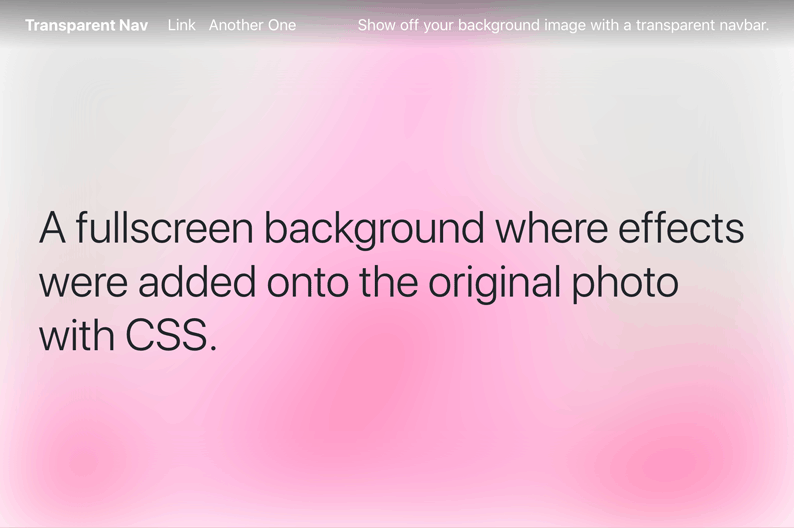 Transparent Nav Link Another One Show off your background image with a transparent navbar.
A fullscreen background where effects
were added onto the original photo
with CSS.